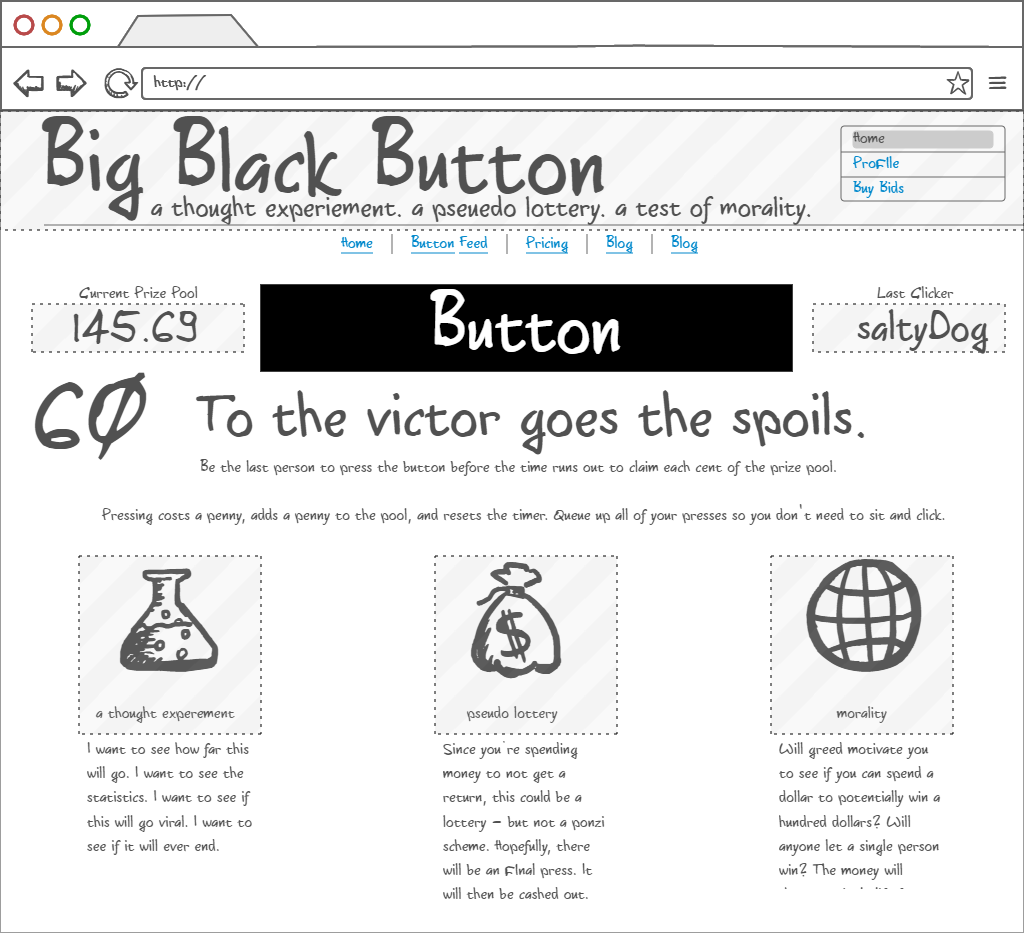 http://
Big Black Button
a thought experiement. a pseuedo lottery. a test of morality.
Home
Profile
Buy Bids
Home | Button Feed | Pricing | Blog | Blog
Current Prize Pool
145.69
Button
Last Clicker
saltyDog
60
To the victor goes the spoils.
Be the last person to press the button before the time runs out to claim each cent of the prize pool.
Pressing costs a penny, adds a penny to the pool, and resets the timer. Queue up all of your presses so you don't need to sit and click.
a thought experement
I want to see how far this
will go. I want to see the
statistics. I want to see if
this will go viral. I want to
see if it will ever end.
pseudo lottery
Since you're spending
money to not get a
return, this could be a
lottery - but not a ponzi
scheme. Hopefully, there
will be an final press. It
will then be cashed out.
morality
Will greed motivate you
to see if you can spend a
dollar to potentially win a
hundred dollars? Will
anyone let a single person
win? The money will